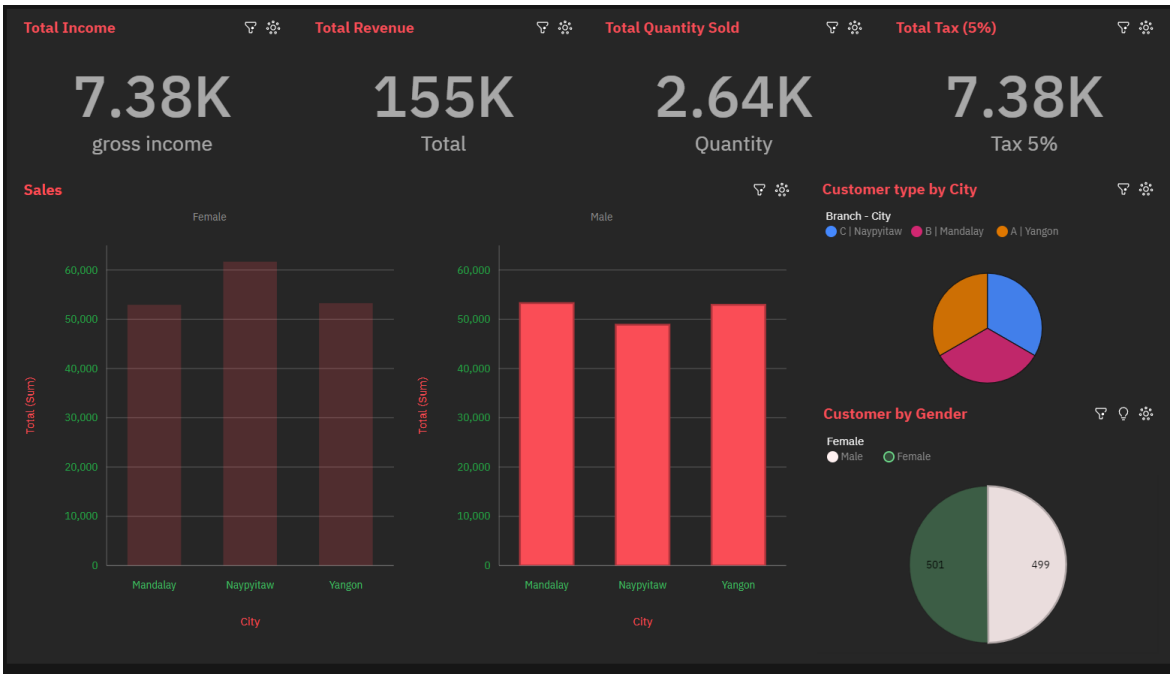 Total Income
7.38K
gross income
Total Revenue
155K
Total
Total Quantity Sold
2.64K
Quantity
Total Tax (5%)
7.38K
Tax 5%
Sales
Female
Total (Sum)
60,000
50,000
40,000
30,000
20,000
10,000
0
Mandalay Naypyitaw Yangon
City
Male
Total (Sum)
60,000
50,000
40,000
30,000
20,000
10,000
0
Mandalay Naypyitaw Yangon
City
Customer type by City
Branch - City
C | Naypyitaw B | Mandalay A | Yangon
Customer by Gender
Female
Male Female
501 499